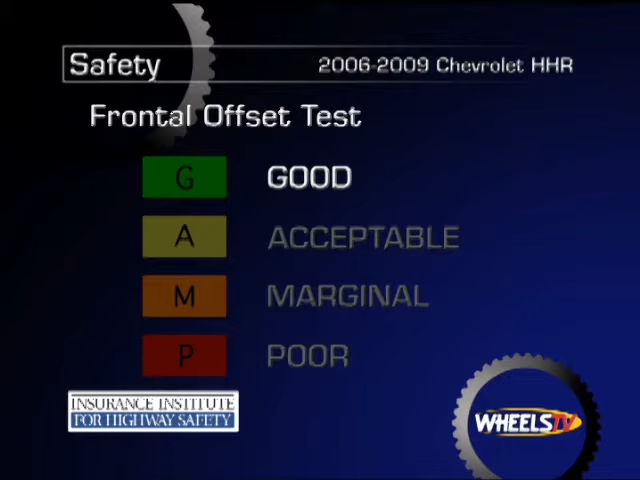 Safety
2006-2009 Chevrolet HHR
Frontal Offset Test
G GOOD
A ACCEPTABLE
M MARGINAL
P POOR
INSURANCE INSTITUTE
FOR HIGHWAY SAFETY
WHEELSTV